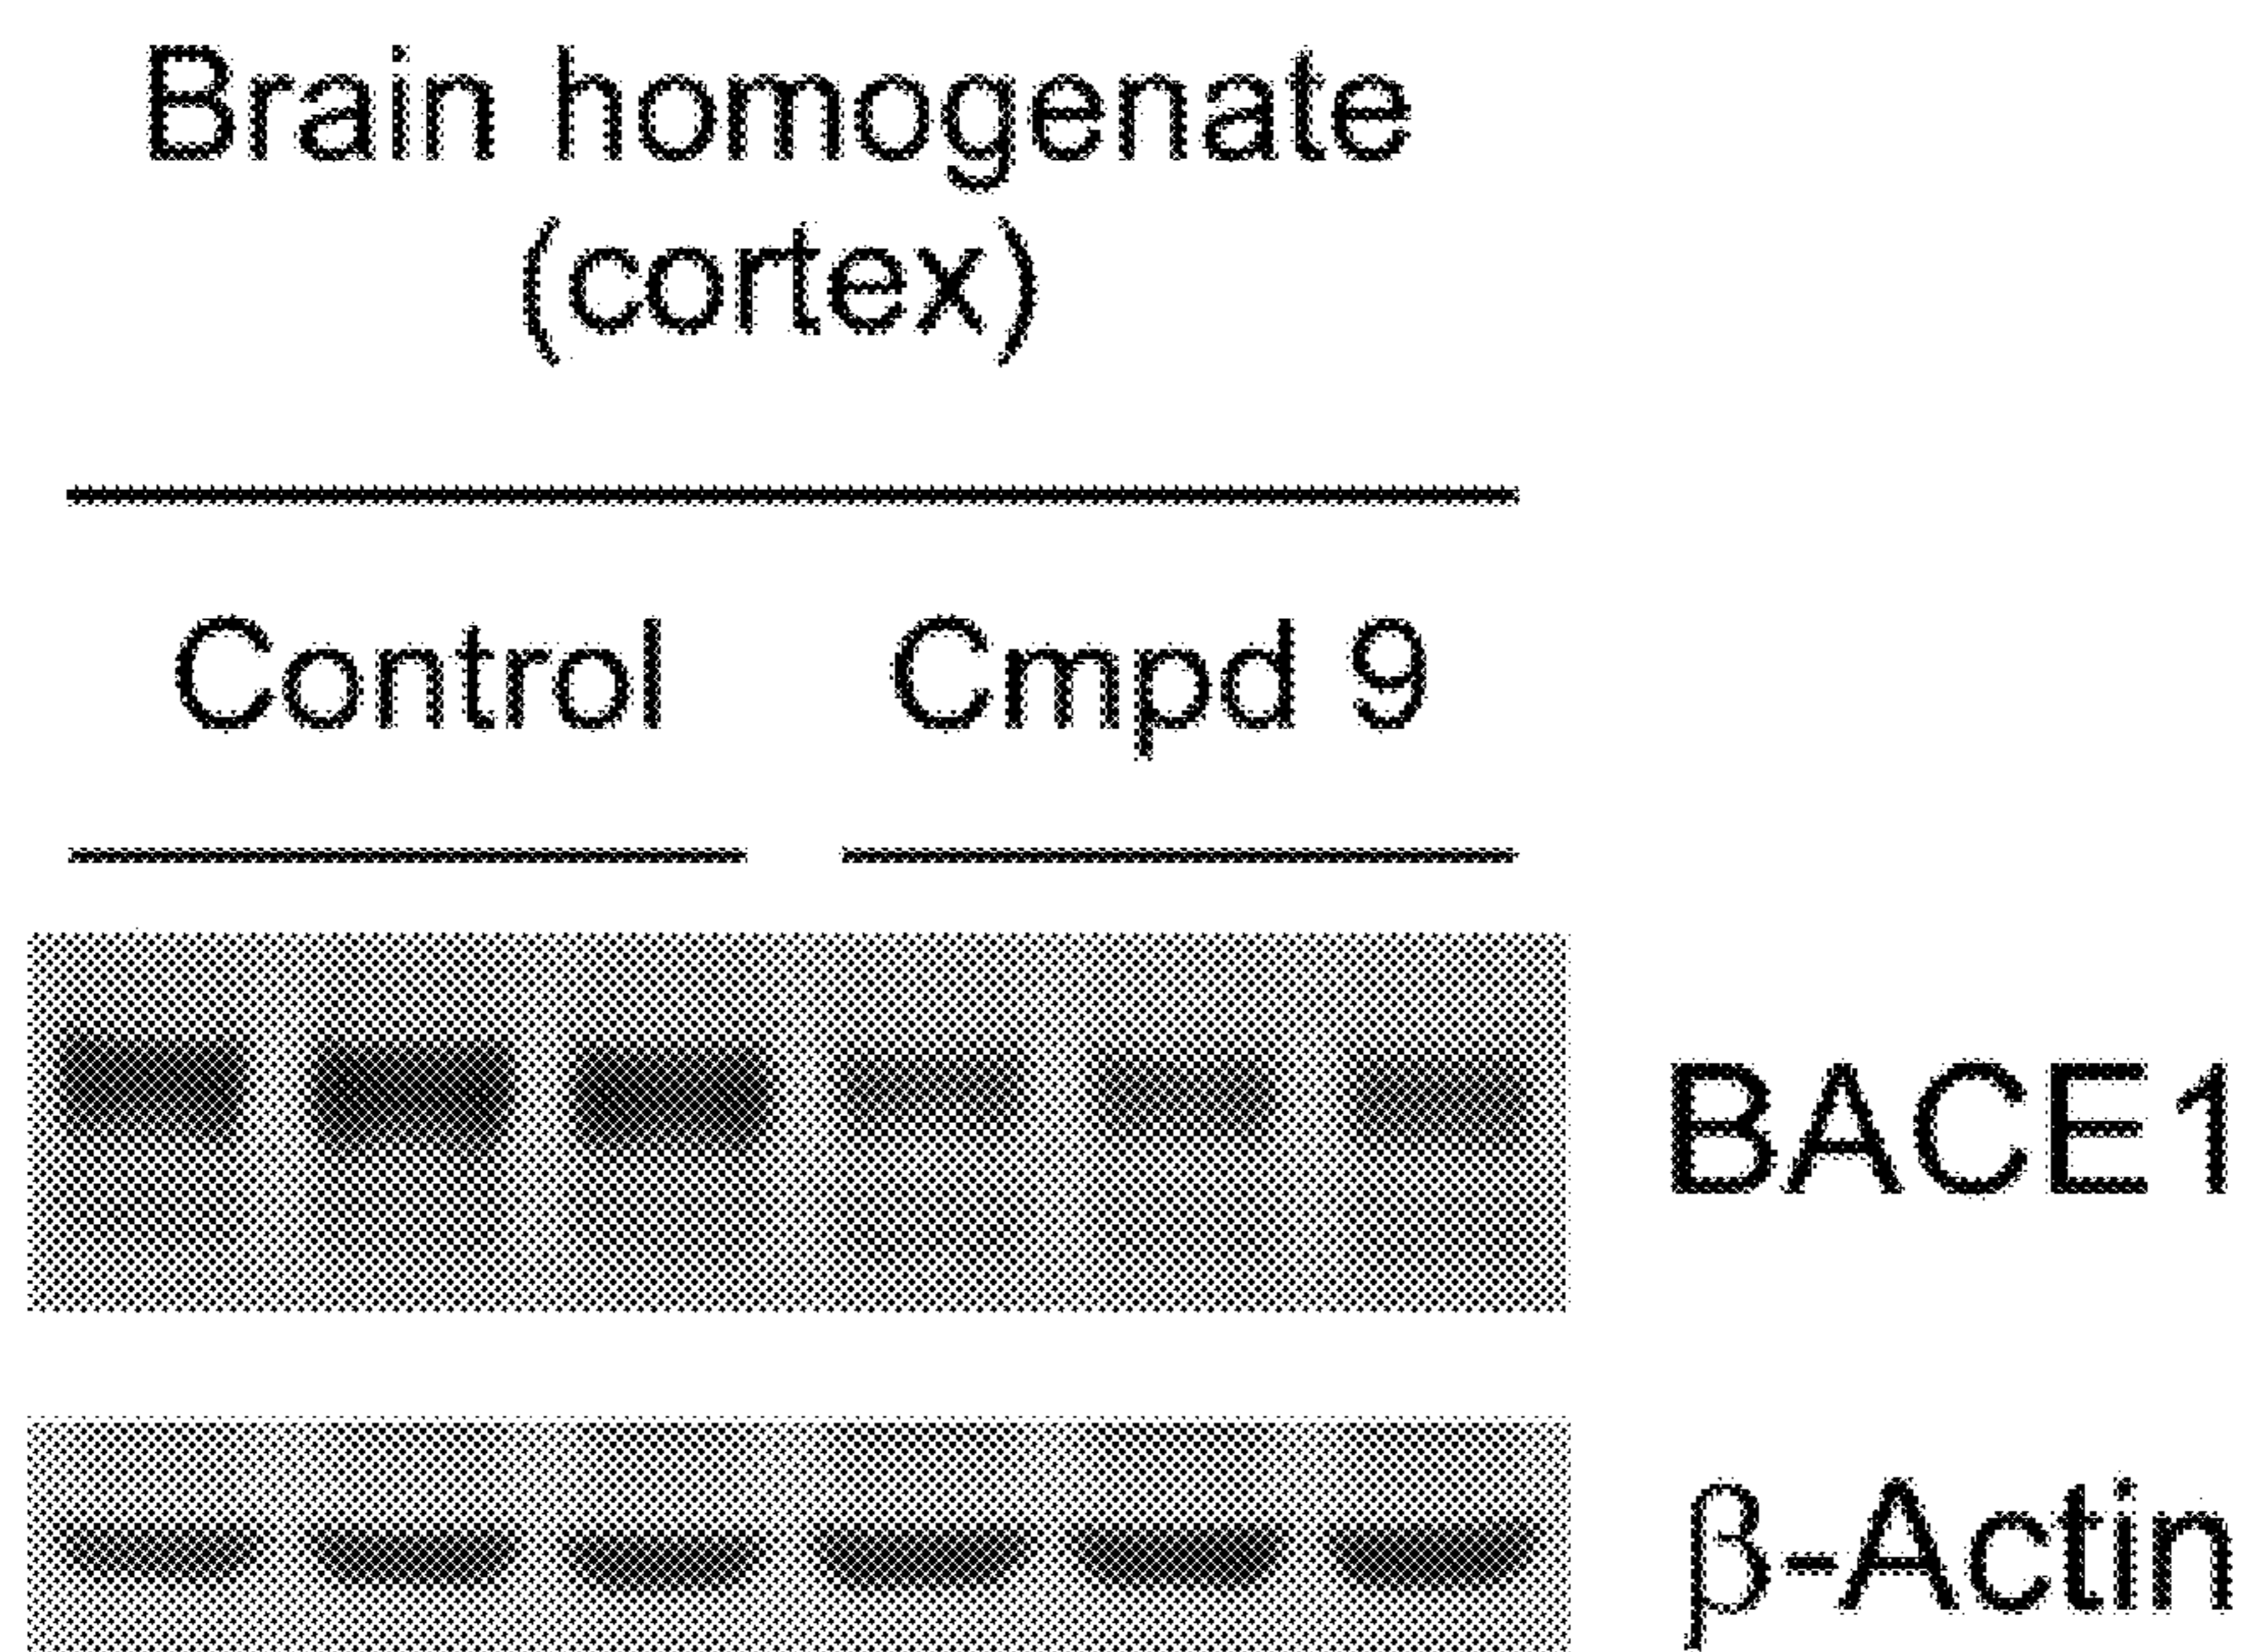 Brain homogenate
(cortex)
Control Cmpd 9
BACE1
β-Actin